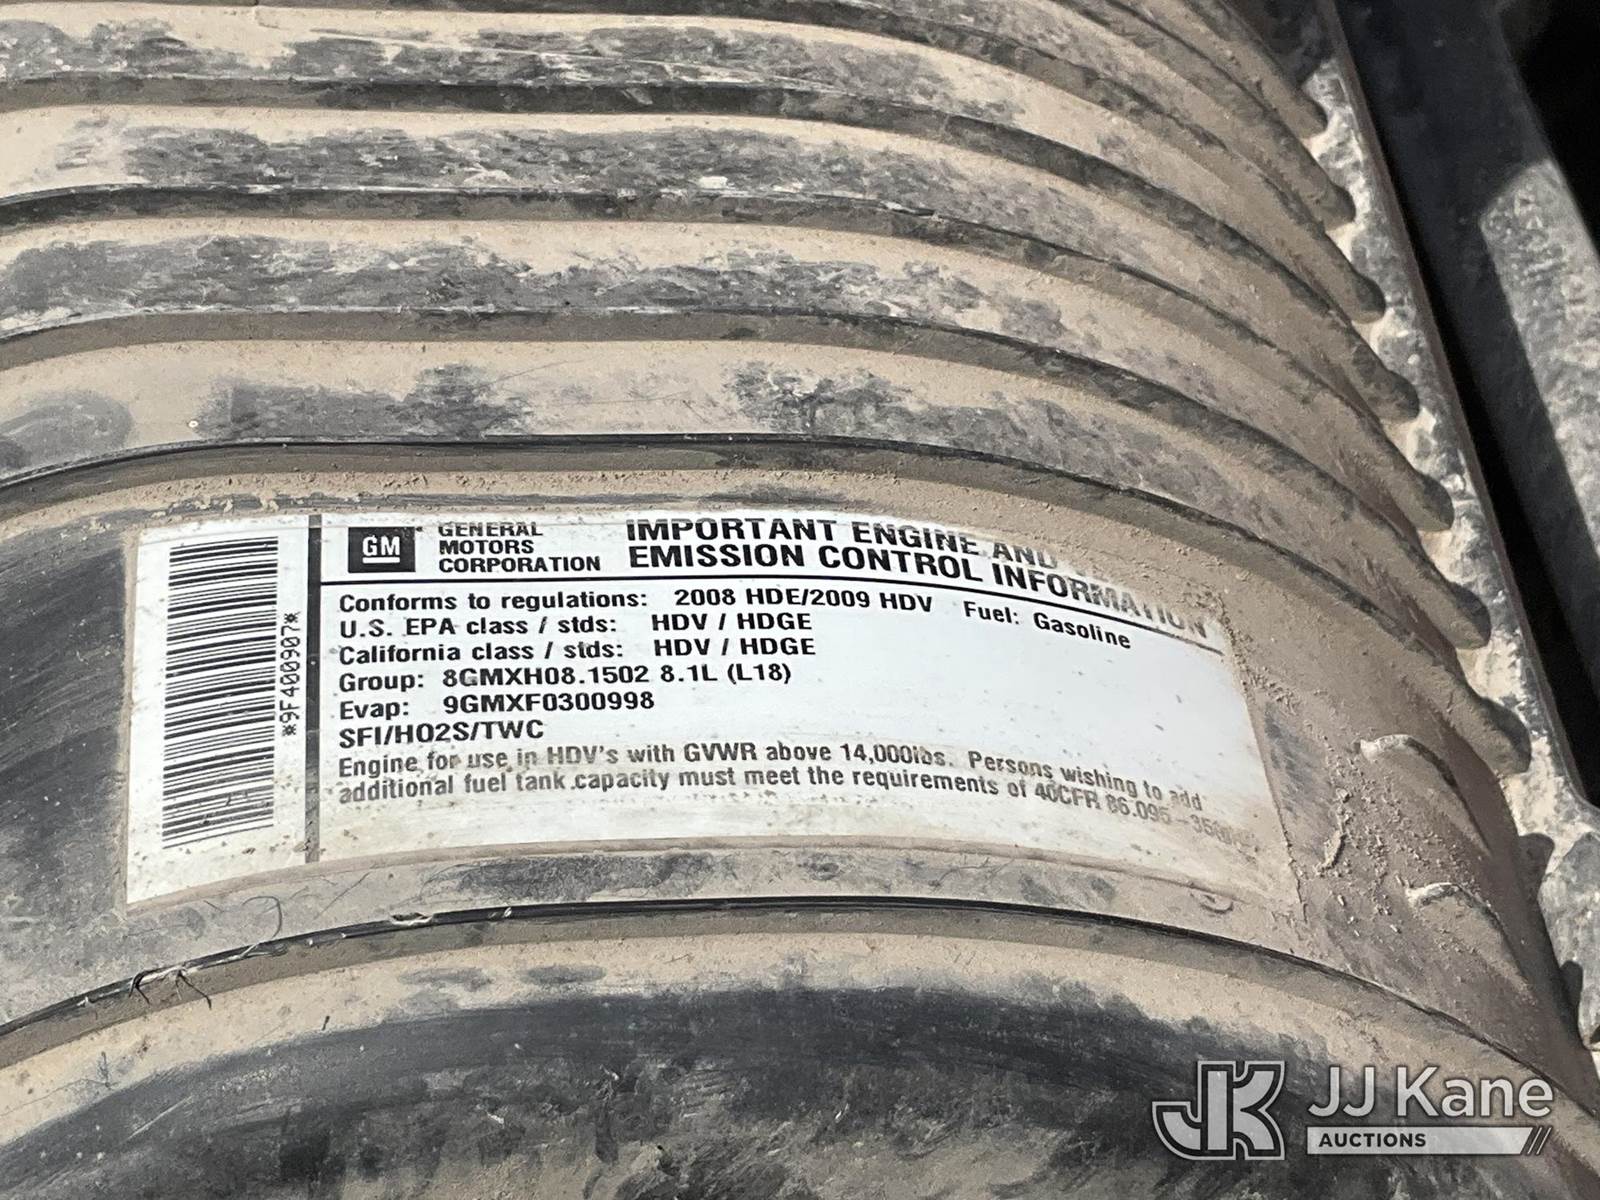 *9F400907*
GM
GENERAL
MOTORS
CORPORATION
IMPORTANT ENGINE AND
EMISSION CONTROL INFORMATION
Conforms to regulations: 2008 HDE/2009 HDV Fuel: Gasoline
U.S. EPA class / stds: HDV / HDGE
California class / stds: HDV / HDGE
Group: 8GMXH08.1502 8.1L (L18)
Evap: 9GMXF0300998
SFI/HO2S/TWC
Engine for use in HDV's with GVWR above 14,000lbs. Persons wishing to add
additional fuel tank capacity must meet the requirements of 40CFR
JK JJ Kane
AUCTIONS